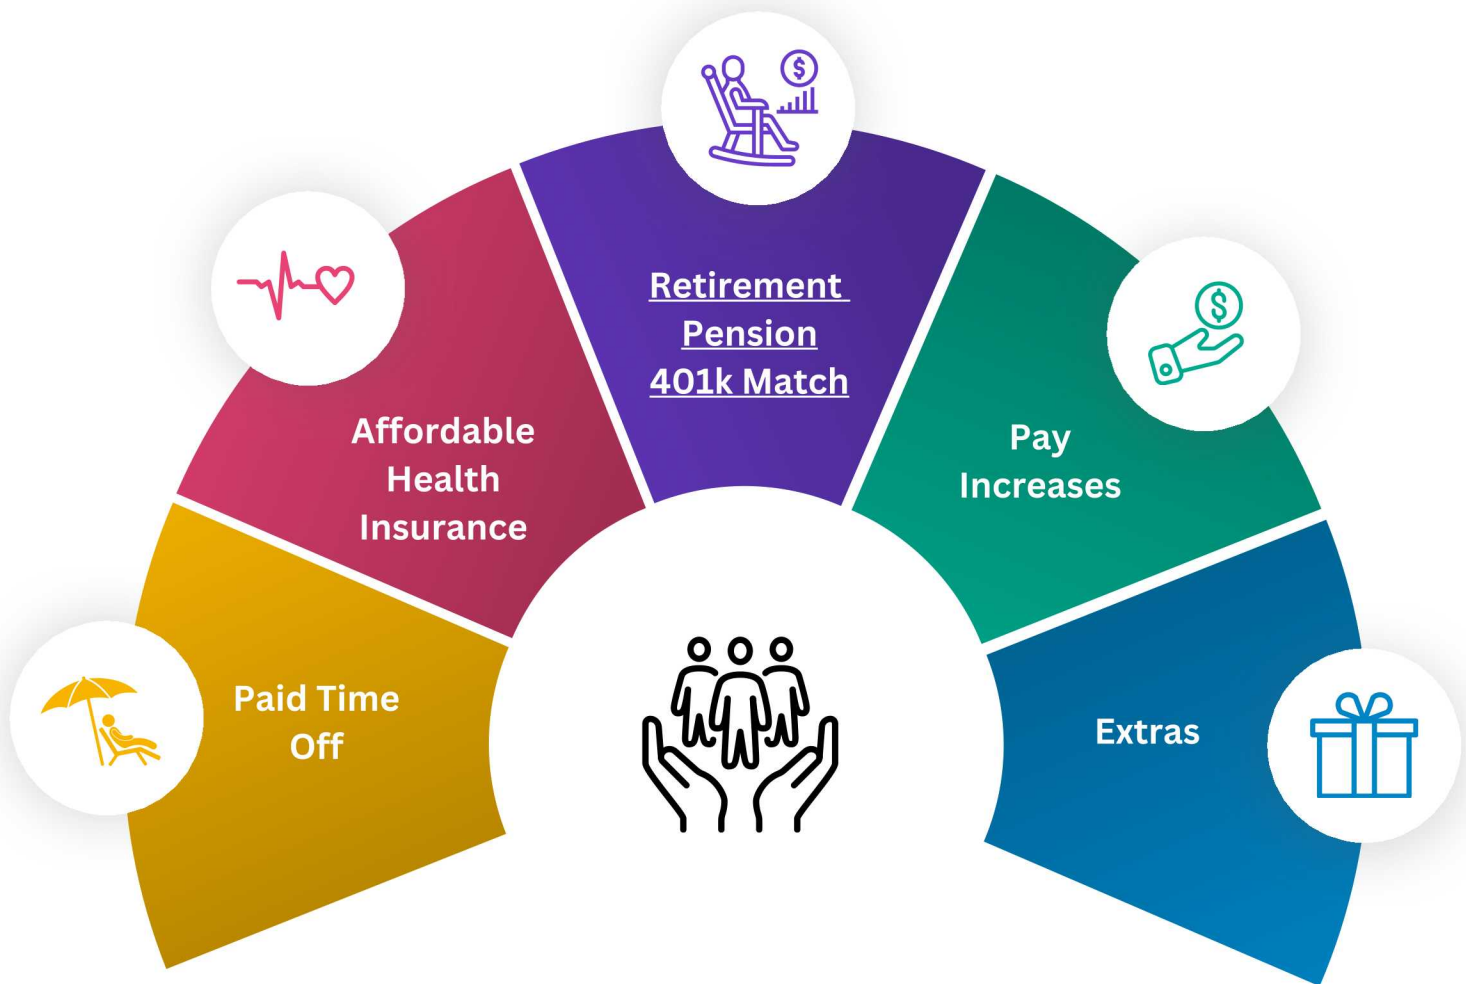 Paid Time
Off
Affordable
Health
Insurance
Retirement
Pension
401k Match
Pay
Increases
Extras